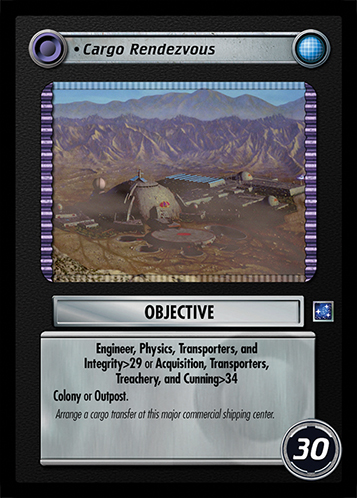 • Cargo Rendezvous
OBJECTIVE
Engineer, Physics, Transporters, and
Integrity>29 or Acquisition, Transporters,
Treachery, and Cunning>34
Colony or Outpost.
Arrange a cargo transfer at this major commercial shipping center.
30